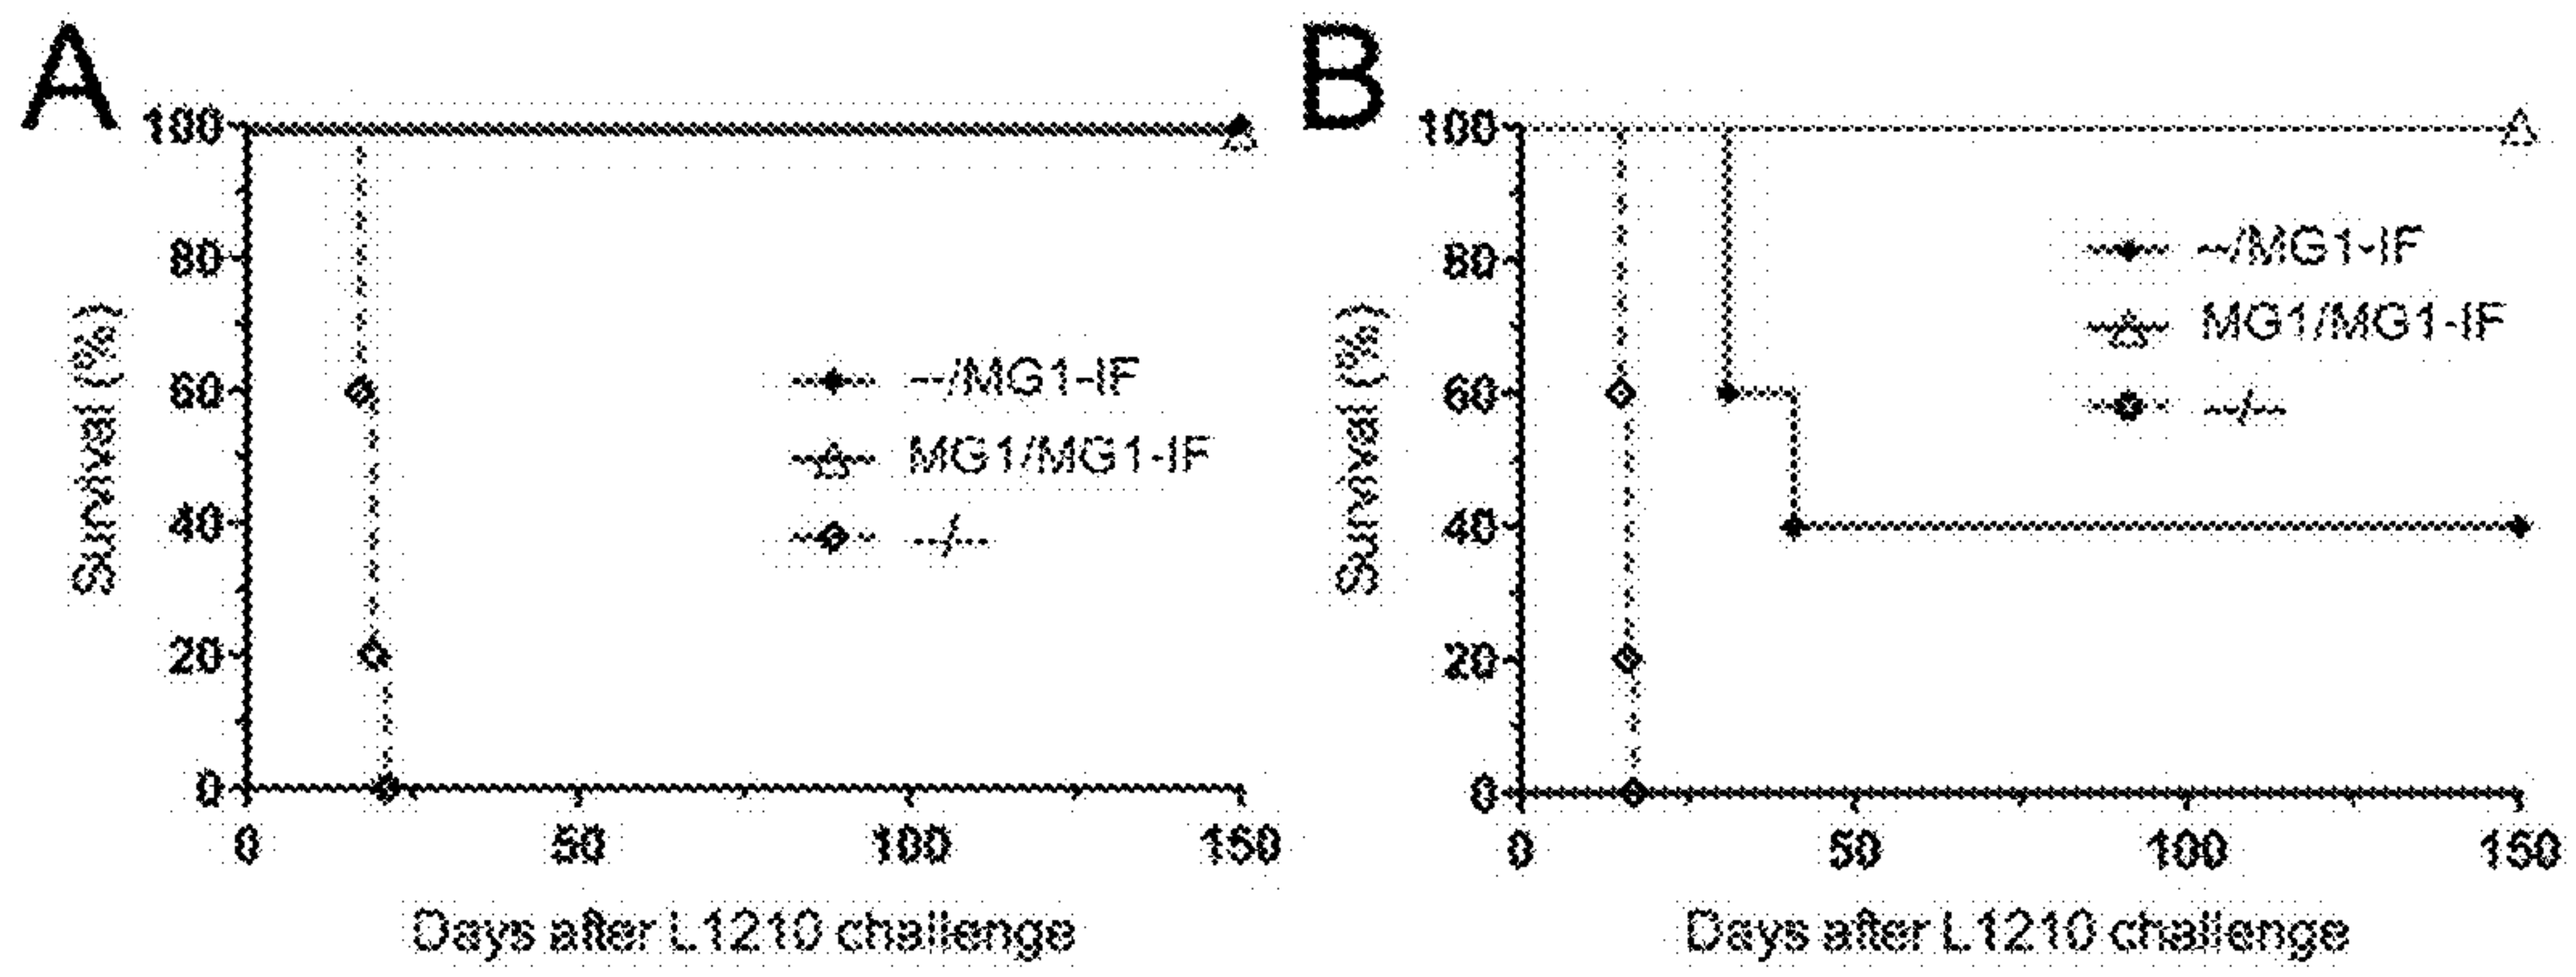 A
100
80
60
40
20
0
Survival (%)
--/MG1-IF
MG1/MG1-IF
--/--
0 50 100 150
Days after L1210 challenge
B
100
80
60
40
20
0
Survival (%)
--/MG1-IF
MG1/MG1-IF
--/--
0 50 100 150
Days after L1210 challenge